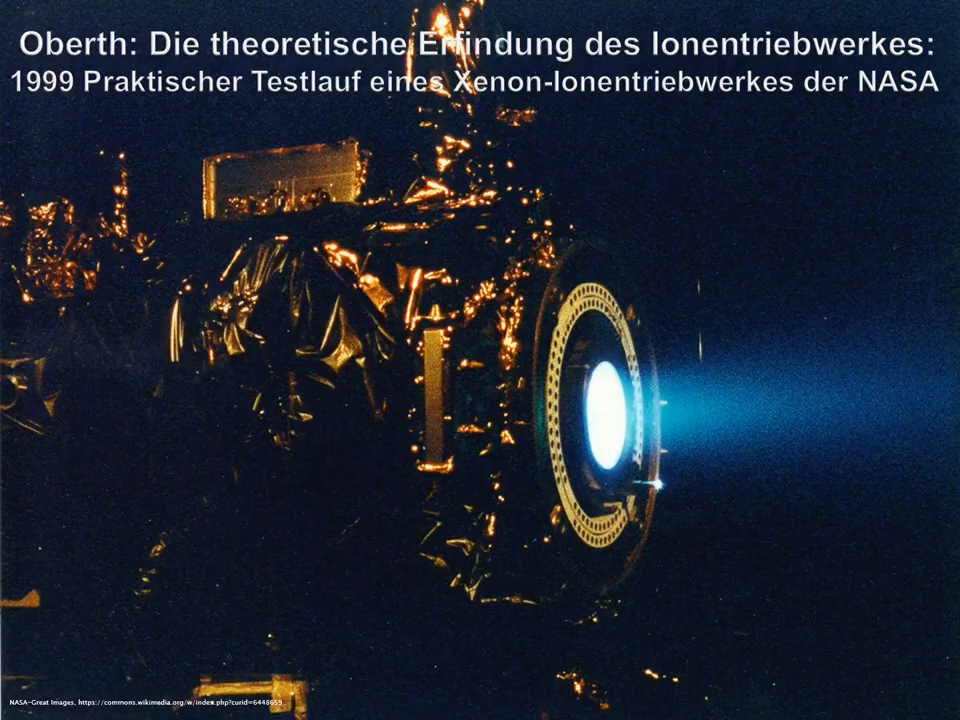 Oberth: Die theoretische Erfindung des Ionentriebwerkes:
1999 Praktischer Testlauf eines Xenon-Ionentriebwerkes der NASA
NASA-Great Images, https://commons.wikimedia.org/w/index.php?curid=6448659